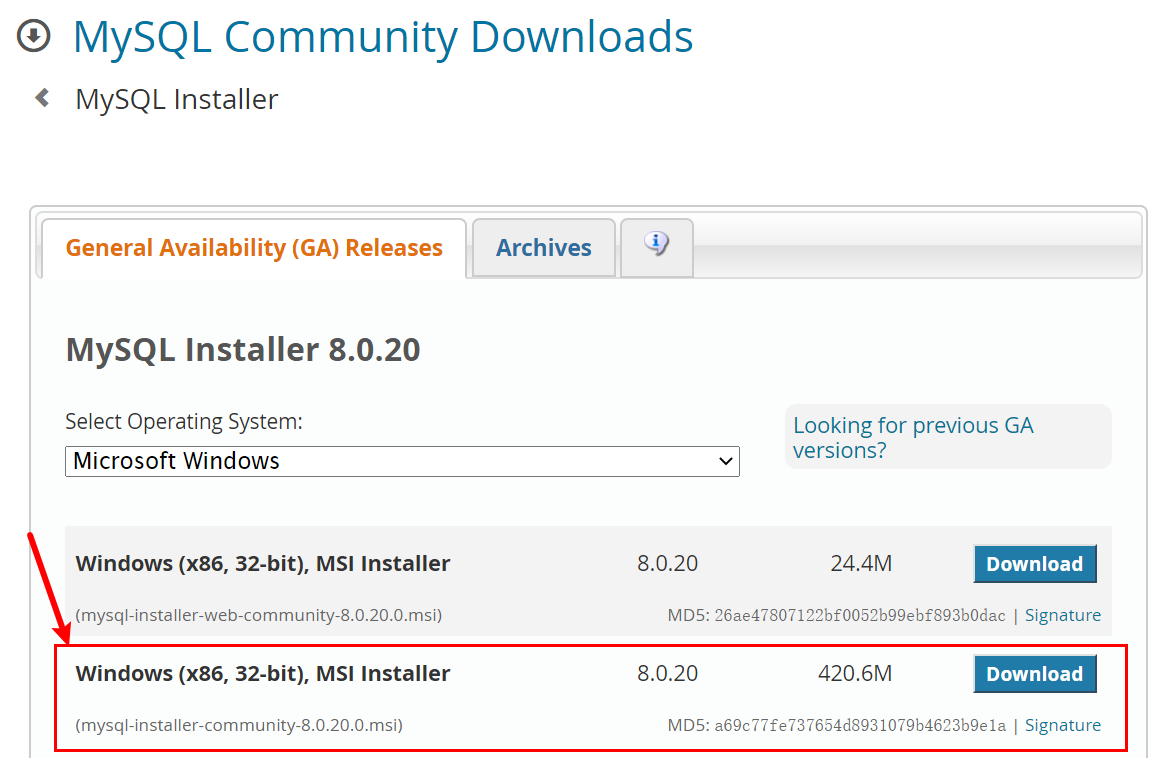 MySQL Community Downloads
MySQL Installer
General Availability (GA) Releases
Archives
MySQL Installer 8.0.20
Select Operating System:
Microsoft Windows
Looking for previous GA
versions?
Windows (x86, 32-bit), MSI Installer 8.0.20 24.4M Download
(mysql-installer-web-community-8.0.20.0.msi) MD5: 26ae47807122bf0052b99ebf893b0dac | Signature
Windows (x86, 32-bit), MSI Installer 8.0.20 420.6M Download
(mysql-installer-community-8.0.20.0.msi) MD5: a69c77fe737654d8931079b4623b9e1a | Signature